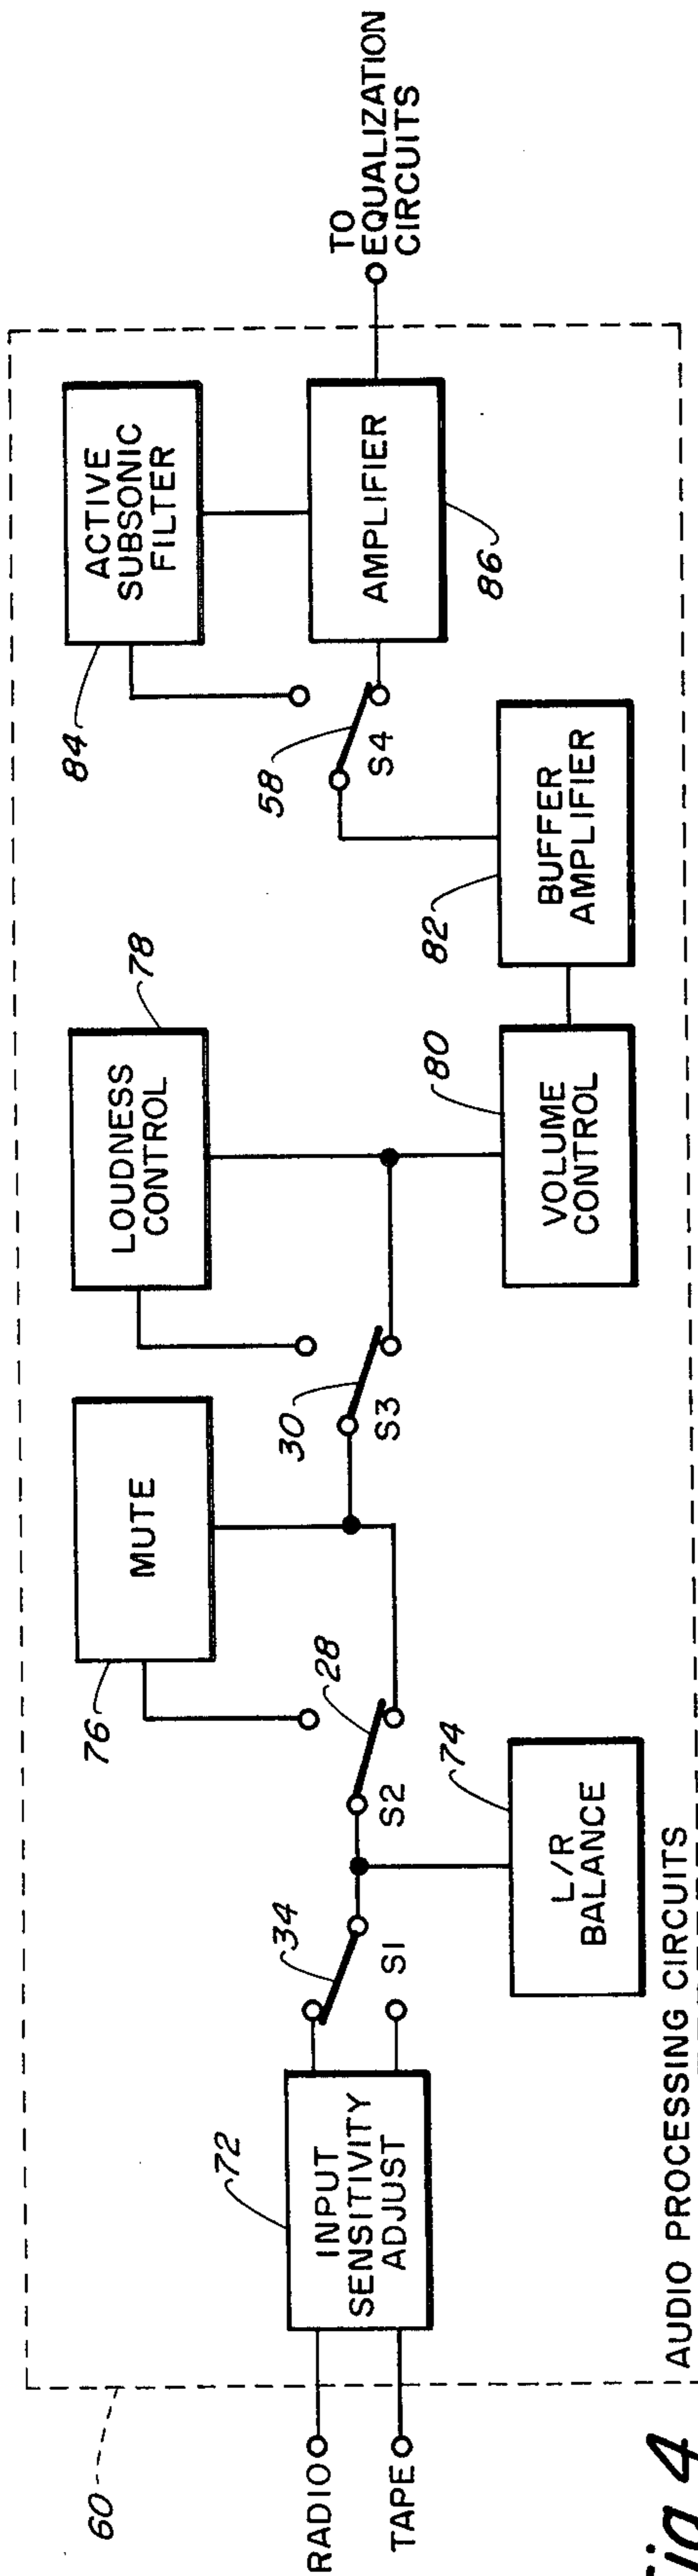 60
RADIO
TAPE
72
INPUT
SENSITIVITY
ADJUST
34
S1
74
L/R
BALANCE
S2
28
76
MUTE
30
S3
78
LOUDNESS
CONTROL
80
VOLUME
CONTROL
82
BUFFER
AMPLIFIER
58
S4
84
ACTIVE
SUBSONIC
FILTER
AMPLIFIER
86
TO
EQUALIZATION
CIRCUITS
AUDIO PROCESSING CIRCUITS
4